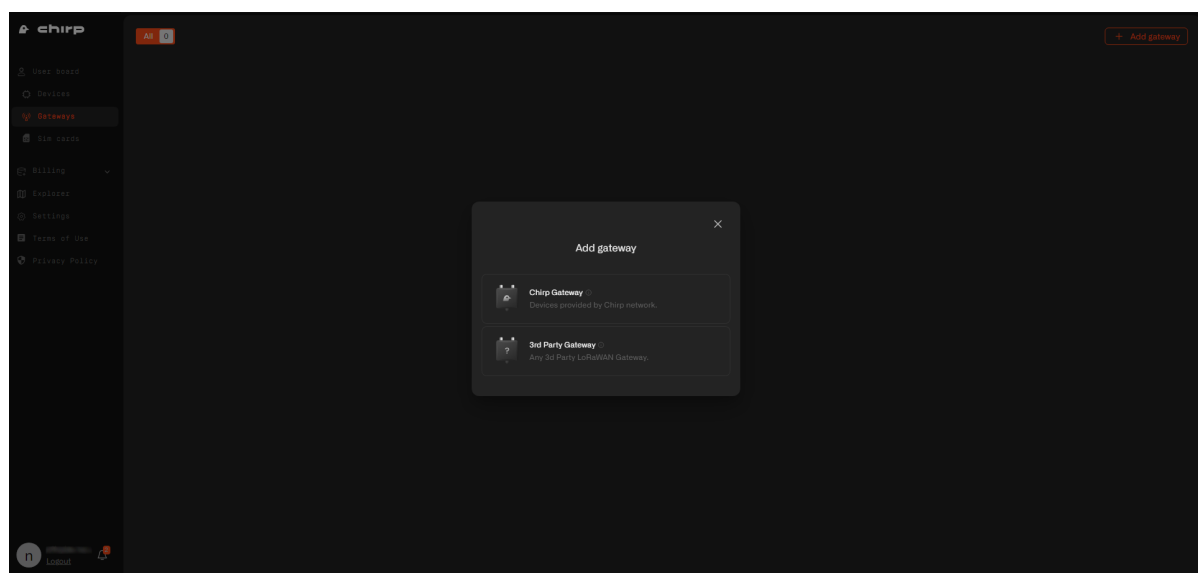 chirp
All 0
+ Add gateway
User board
Devices
Gateways
Sim cards
Billing
Explorer
Settings
Terms of Use
Privacy Policy
Add gateway
Chirp Gateway
Devices provided by Chirp network.
3rd Party Gateway
?
Any 3d Party LoRaWAN Gateway.
n
Logout